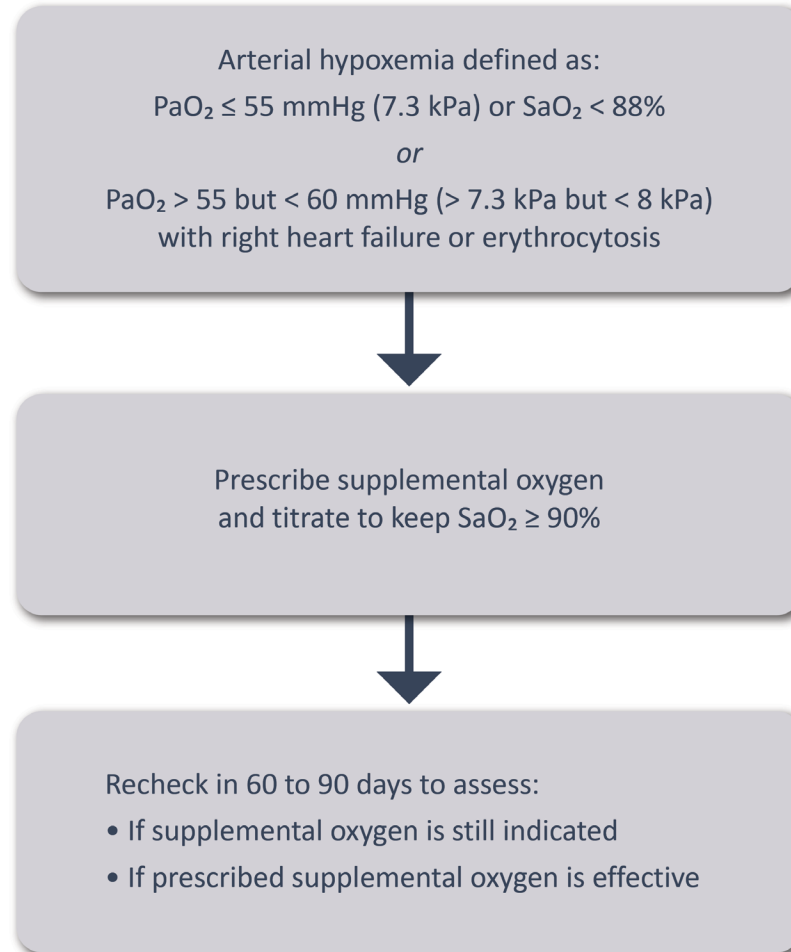 Arterial hypoxemia defined as:
PaO₂ ≤ 55 mmHg (7.3 kPa) or SaO₂ < 88%
or
PaO₂ > 55 but < 60 mmHg (> 7.3 kPa but < 8 kPa)
with right heart failure or erythrocytosis
Prescribe supplemental oxygen
and titrate to keep SaO₂ ≥ 90%
Recheck in 60 to 90 days to assess:
• If supplemental oxygen is still indicated
• If prescribed supplemental oxygen is effective